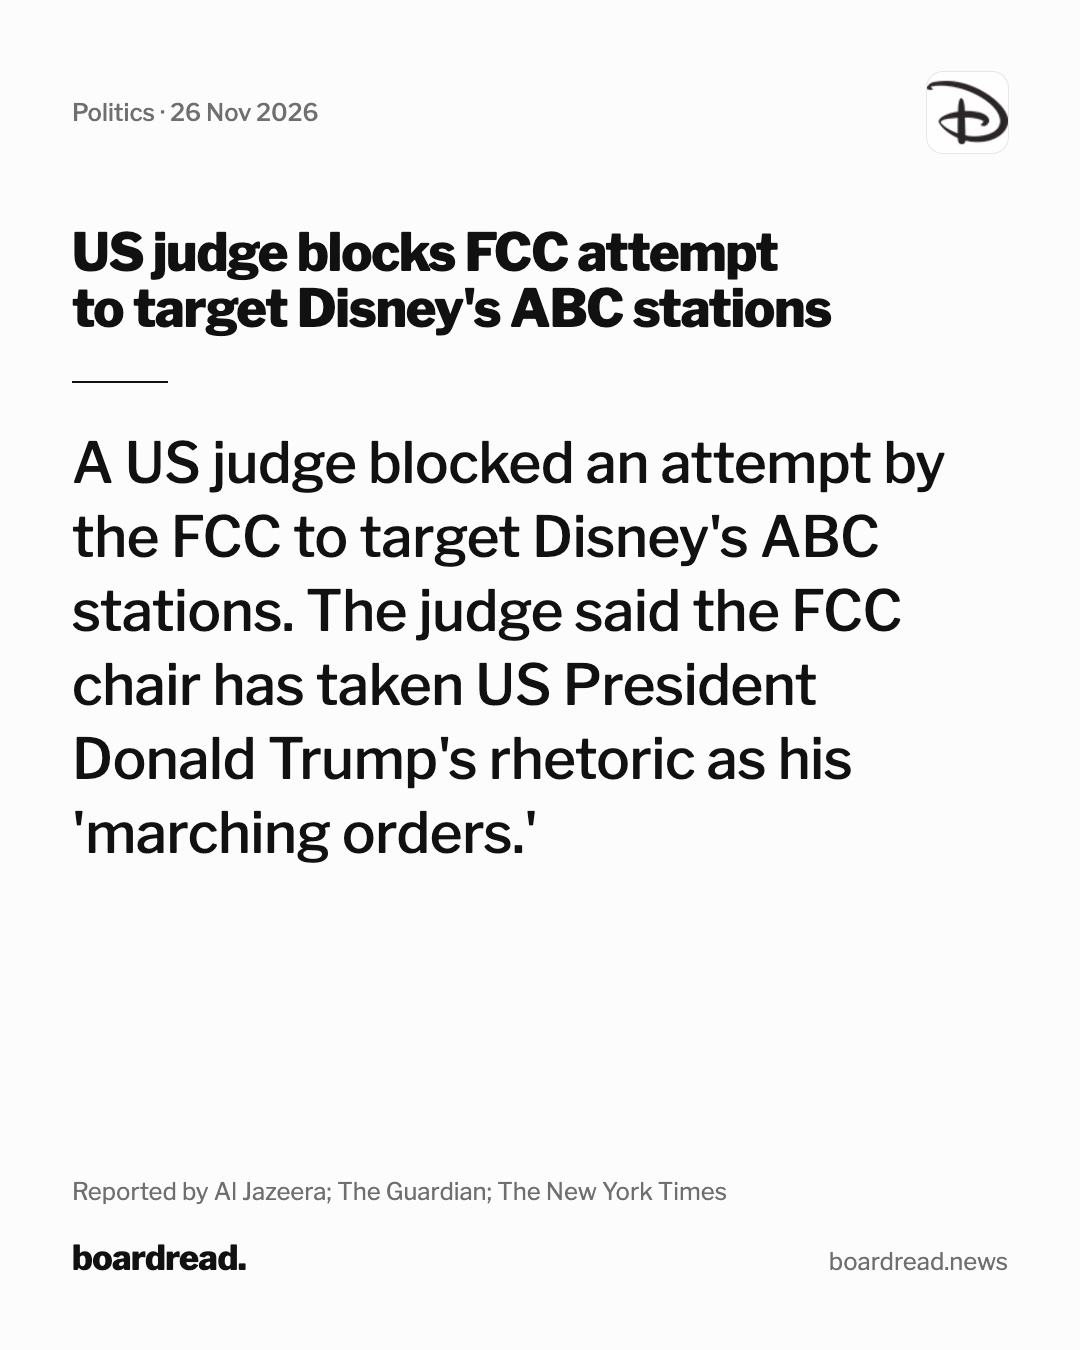 Politics · 26 Nov 2026
US judge blocks FCC attempt
to target Disney's ABC stations
A US judge blocked an attempt by
the FCC to target Disney's ABC
stations. The judge said the FCC
chair has taken US President
Donald Trump's rhetoric as his
'marching orders.'
Reported by Al Jazeera; The Guardian; The New York Times
boardread.
boardread.news